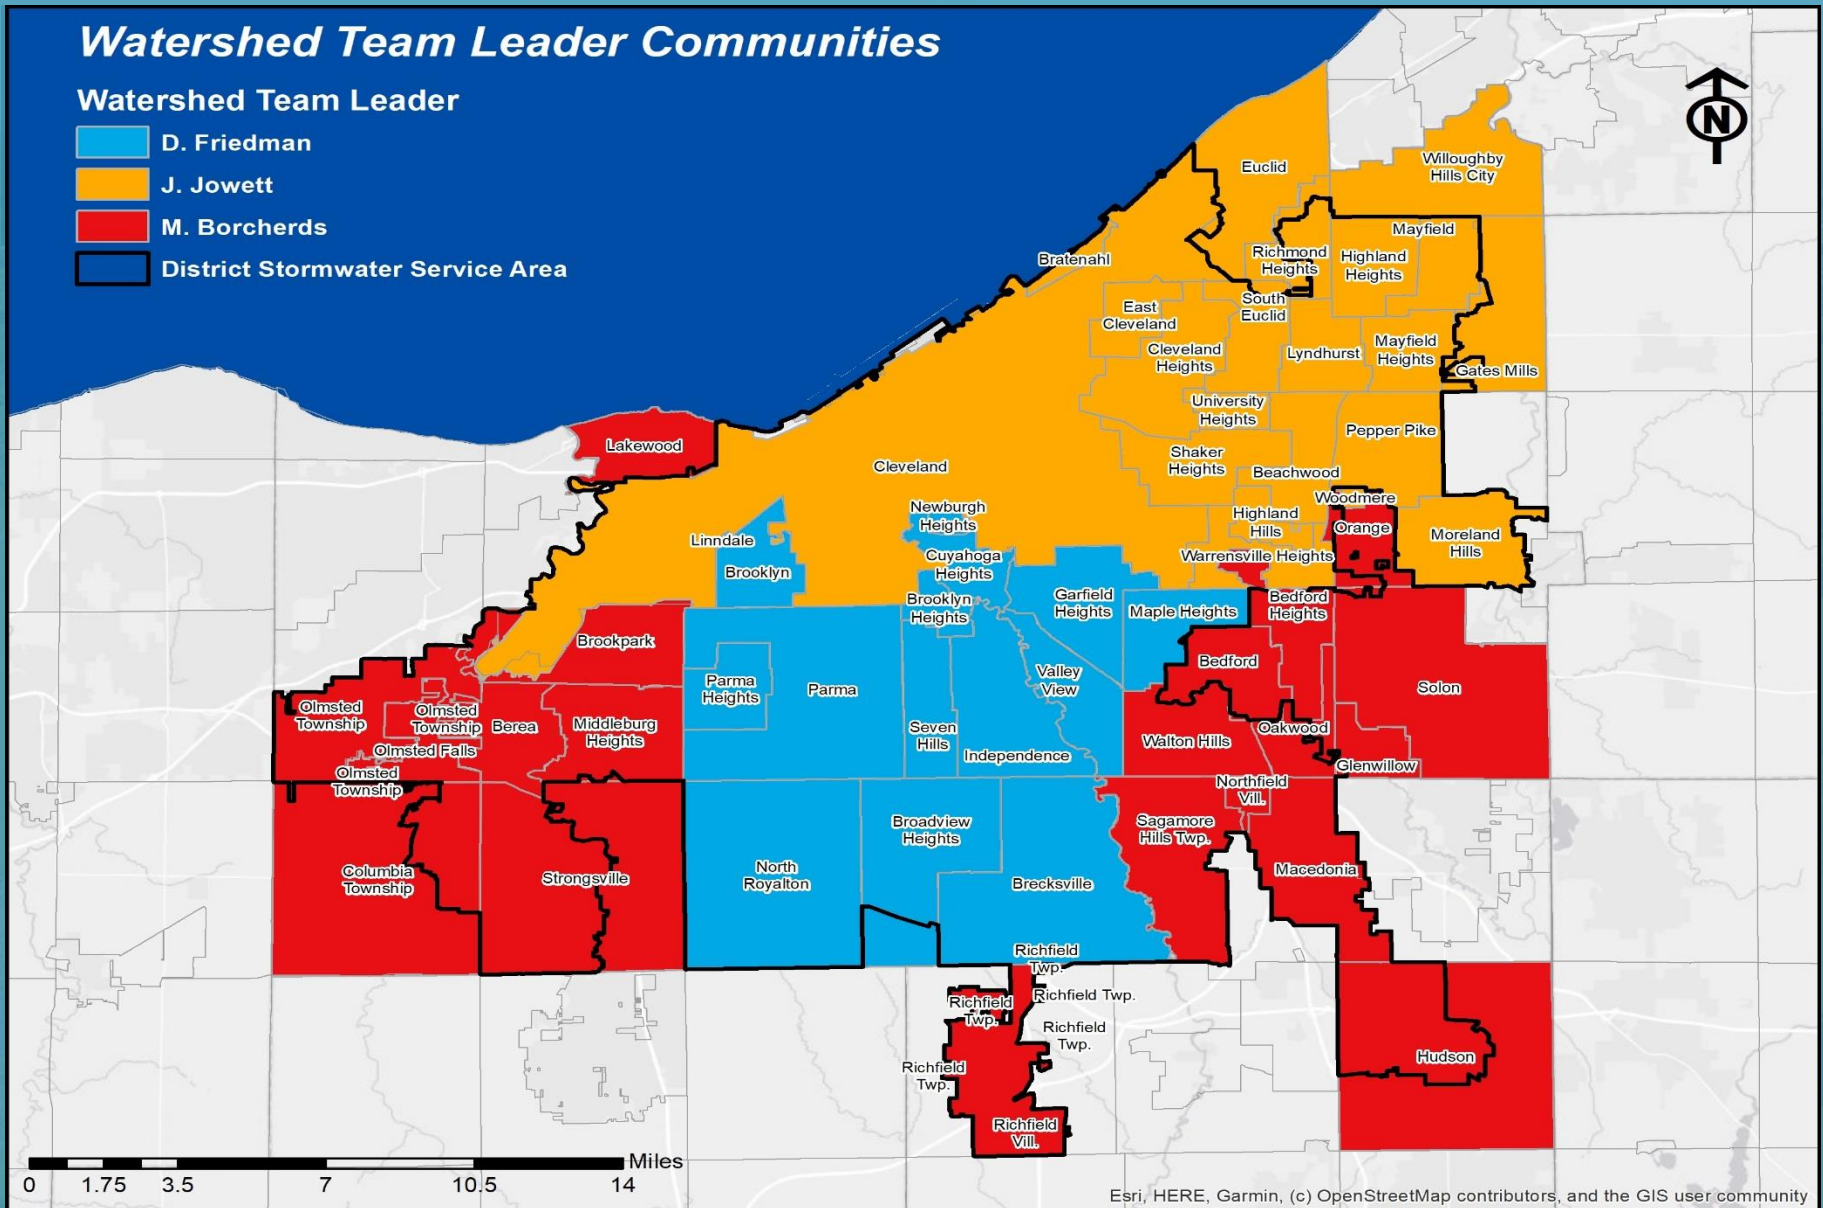 Watershed Team Leader Communities
Watershed Team Leader
D. Friedman
J. Jowett
M. Borcherds
District Stormwater Service Area
N
Euclid
Willoughby
Hills City
Mayfield
Bratenahl
Richmond
Heights
Highland
Heights
East
Cleveland
South
Euclid
Cleveland
Heights
Lyndhurst
Mayfield
Heights
Gates Mills
University
Heights
Pepper Pike
Lakewood
Cleveland
Shaker
Heights
Beachwood
Woodmere
Newburgh
Heights
Highland
Hills
Orange
Moreland
Hills
Linndale
Cuyahoga
Heights
Warrensville Heights
Brooklyn
Brooklyn
Heights
Garfield
Heights
Maple Heights
Bedford
Heights
Brookpark
Bedford
Parma
Heights
Parma
Valley
View
Solon
Olmsted
Township
Olmsted
Township
Berea
Middleburg
Heights
Seven
Hills
Independence
Walton Hills
Oakwood
Olmsted Falls
Glenwillow
Olmsted
Township
Northfield
Vill.
Broadview
Heights
Sagamore
Hills Twp.
Columbia
Township
Strongsville
North
Royalton
Brecksville
Macedonia
Richfield
Twp.
Richfield
Twp.
Richfield Twp.
Richfield
Twp.
Richfield
Twp.
Hudson
Richfield
Vill.
Miles
0 1.75 3.5 7 10.5 14
Esri, HERE, Garmin, (c) OpenStreetMap contributors, and the GIS user community